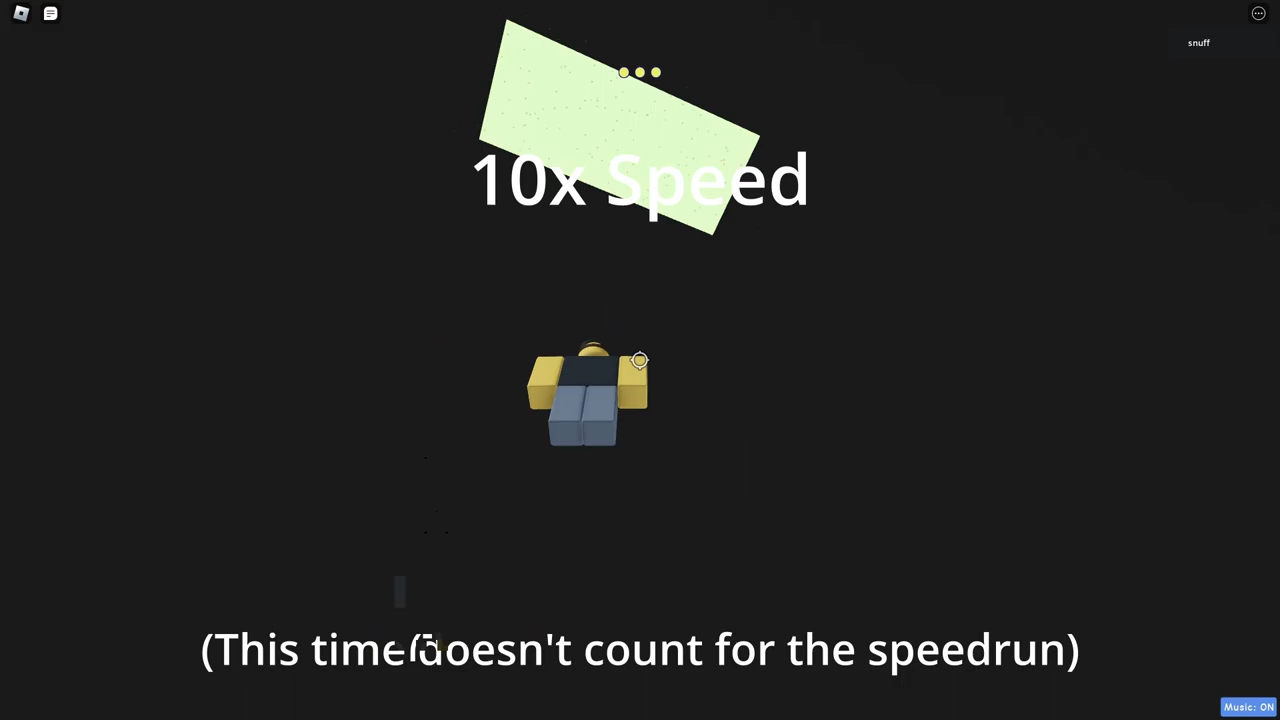 snuff
10x Speed
(This time doesn't count for the speedrun)
Music: ON